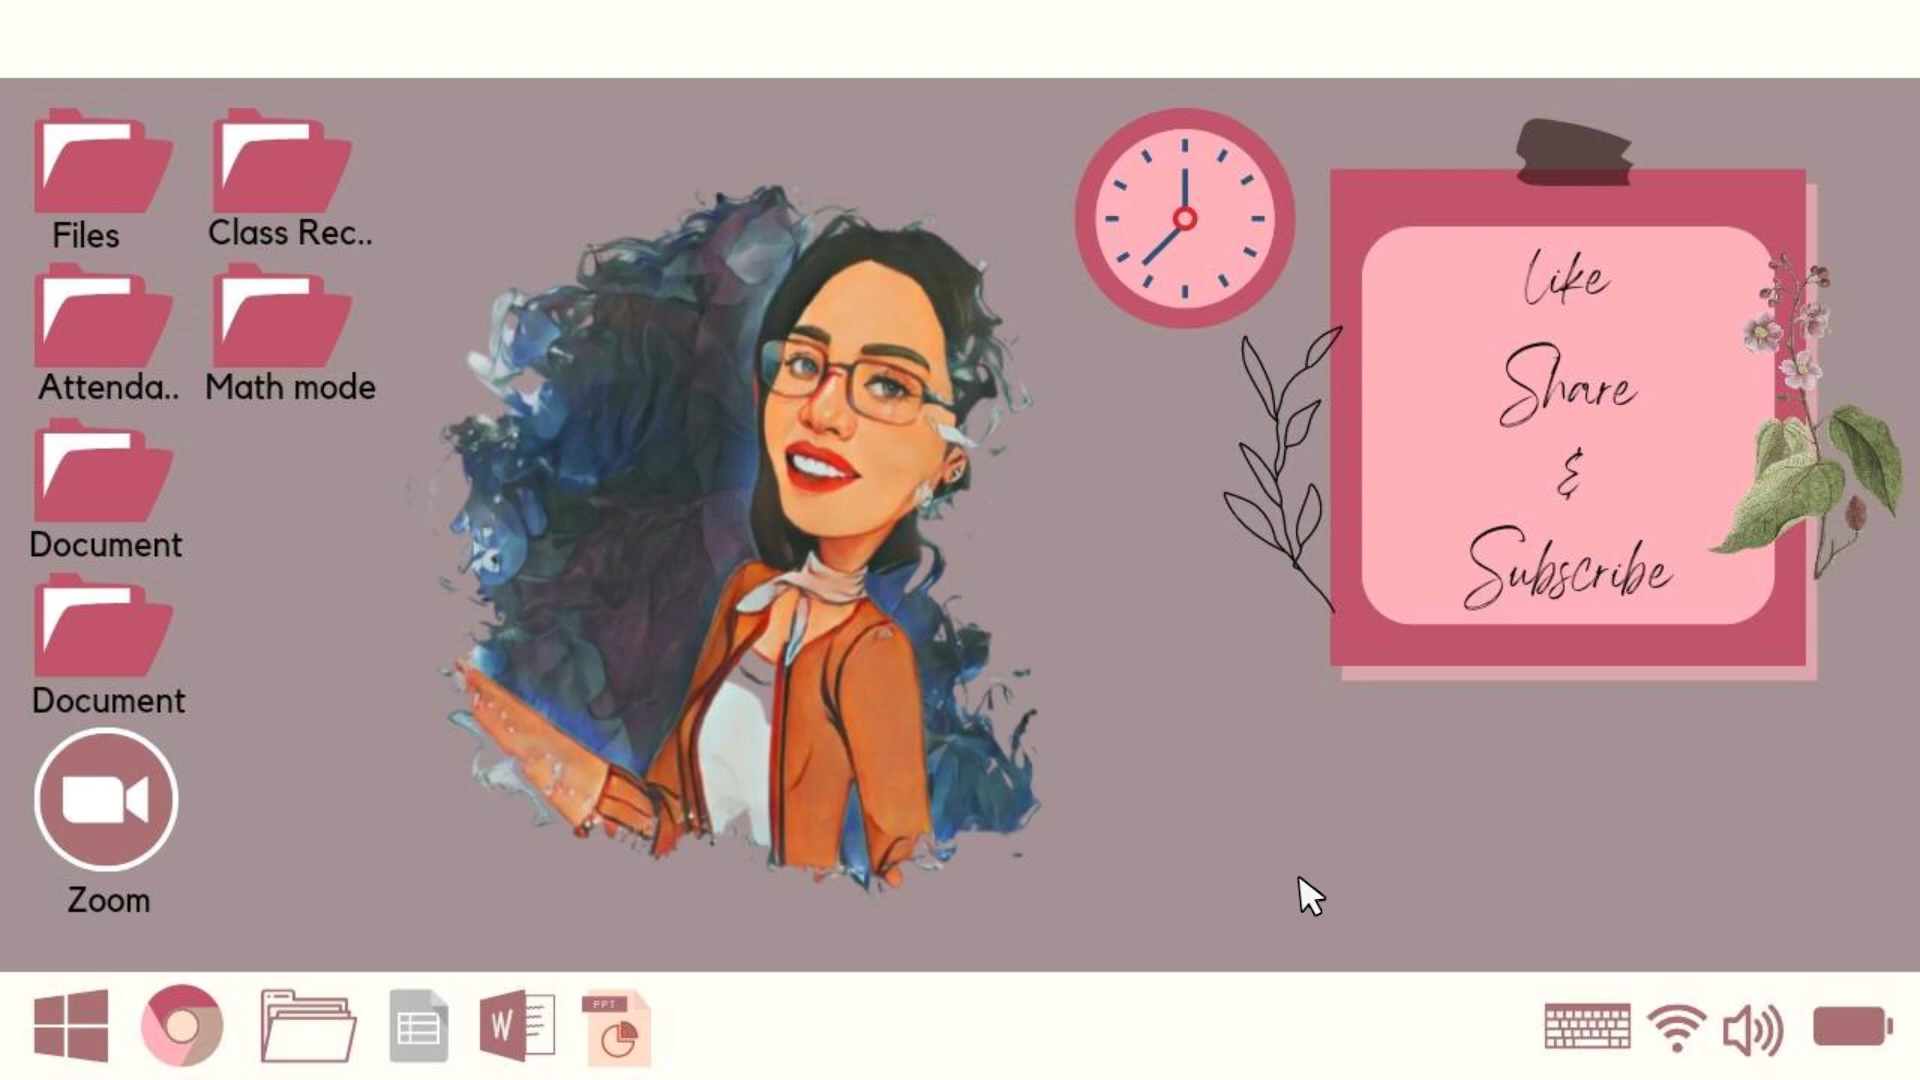 Files
Class Rec..
Attenda..
Math mode
Document
Document
Zoom
Like
Share
&
Subscribe
W
PPT